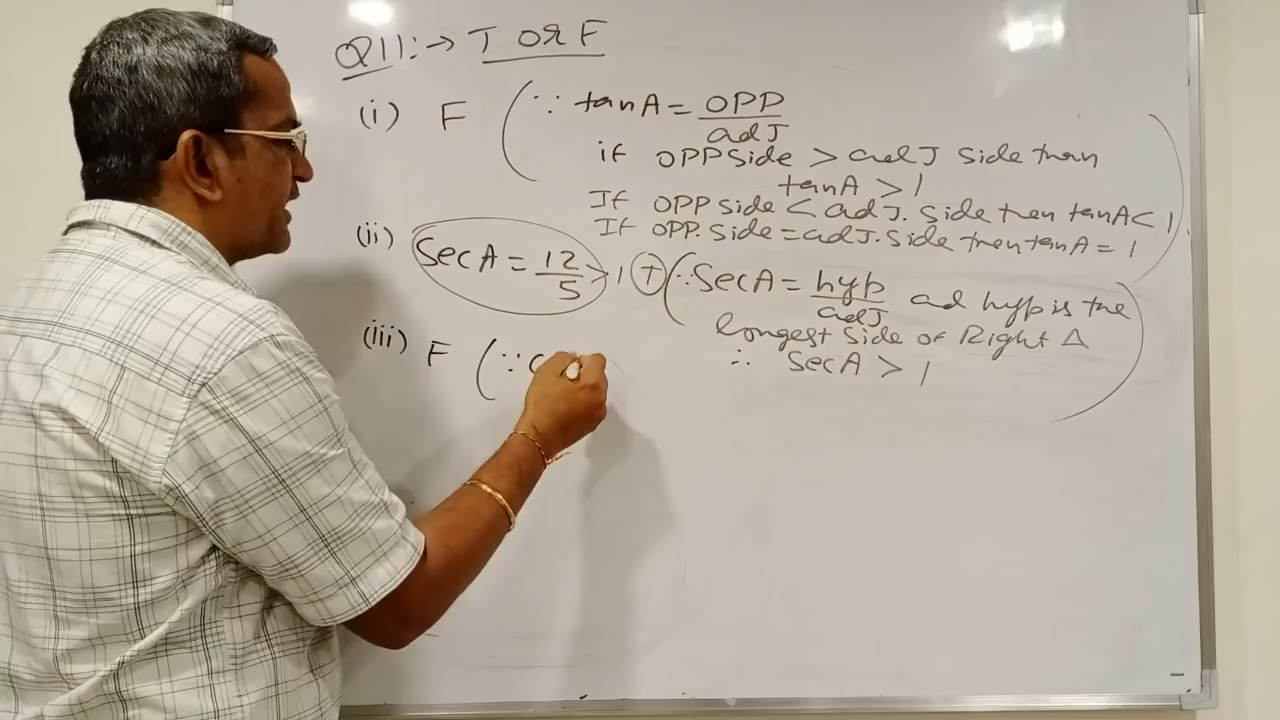 Q11:→ T OR F
(i) F (∵ tanA = OPP/adJ
if OPP Side > adJ side then
tanA > 1
If OPP side < adJ. side then tanA < 1.
If OPP. side = adJ. side then tanA = 1 )
(ii) SecA = 12/5 > 1 T (∵ SecA = hyp/adJ ad hyp is the
longest side of Right Δ
∴ SecA > 1 )
(iii) F (∵ c